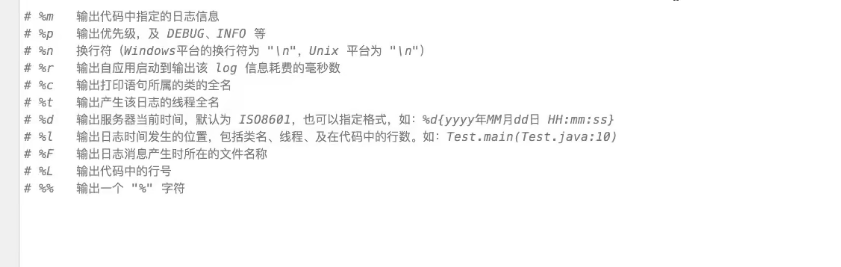 # %m 输出代码中指定的日志信息
# %p 输出优先级，及 DEBUG、INFO 等
# %n 换行符（Windows平台的换行符为 "\n"，Unix 平台为 "\n"）
# %r 输出自应用启动到输出该 log 信息耗费的毫秒数
# %c 输出打印语句所属的类的全名
# %t 输出产生该日志的线程全名
# %d 输出服务器当前时间，默认为 ISO8601，也可以指定格式，如：%d{yyyy年MM月dd日 HH:mm:ss}
# %l 输出日志时间发生的位置，包括类名、线程、及在代码中的行数。如：Test.main(Test.java:10)
# %F 输出日志消息产生时所在的文件名称
# %L 输出代码中的行号
# %% 输出一个 "%" 字符